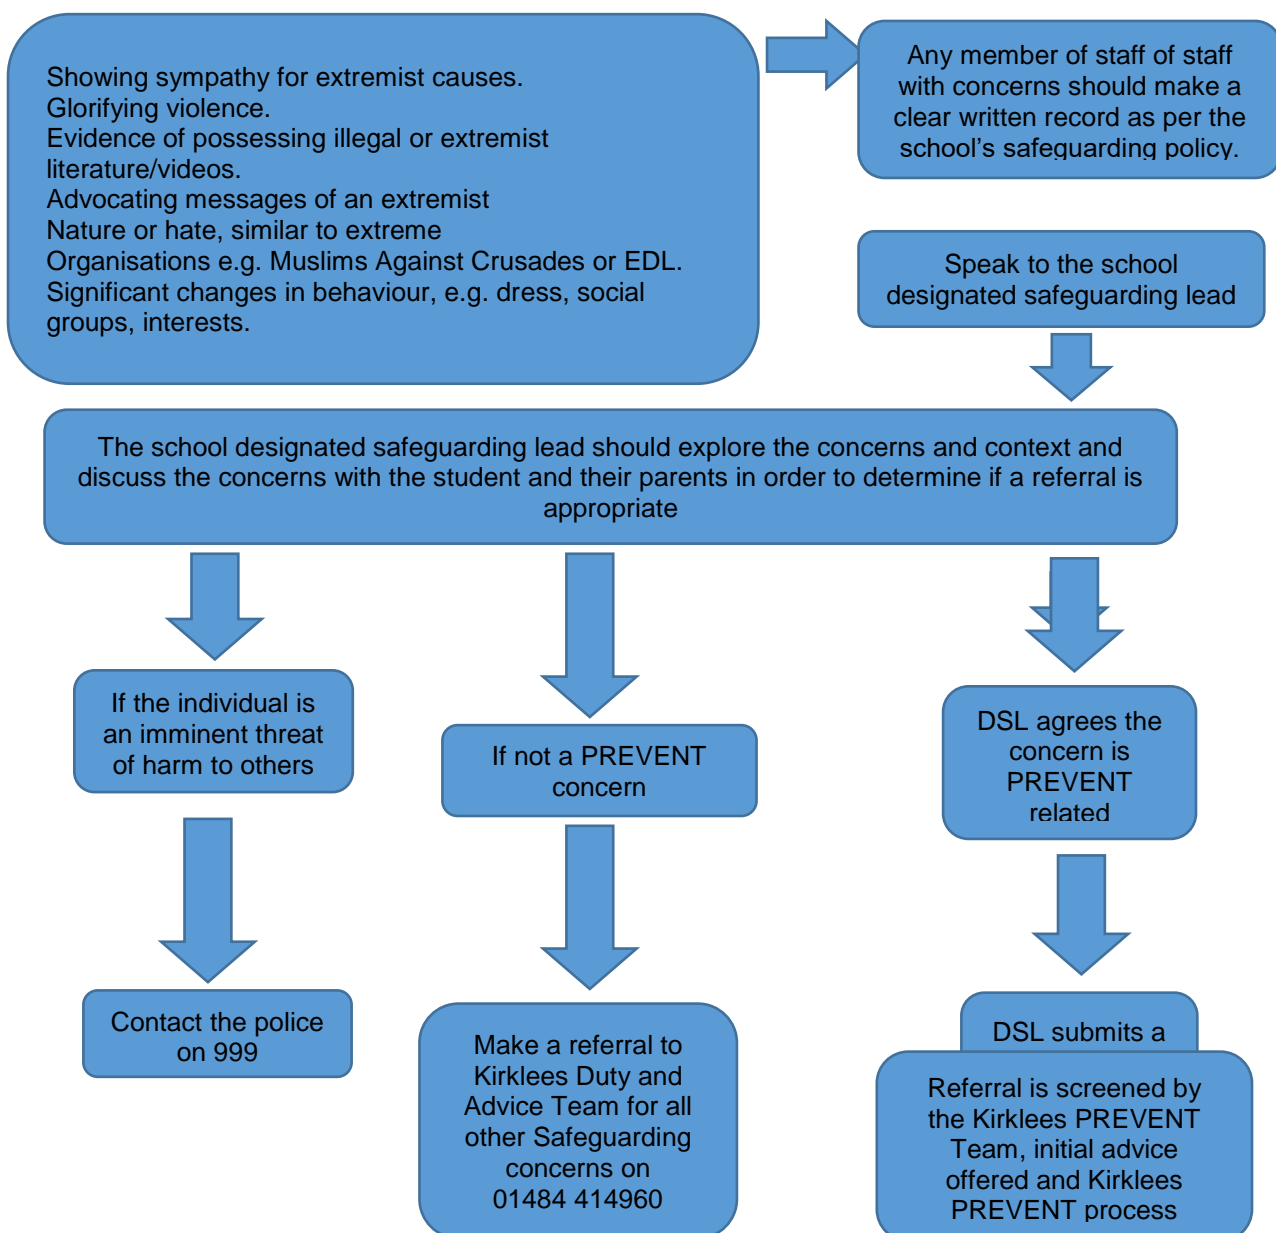 Showing sympathy for extremist causes.
Glorifying violence.
Evidence of possessing illegal or extremist
literature/videos.
Advocating messages of an extremist
Nature or hate, similar to extreme
Organisations e.g. Muslims Against Crusades or EDL.
Significant changes in behaviour, e.g. dress, social
groups, interests.
Any member of staff of staff
with concerns should make a
clear written record as per the
school’s safeguarding policy.
Speak to the school
designated safeguarding lead
The school designated safeguarding lead should explore the concerns and context and
discuss the concerns with the student and their parents in order to determine if a referral is
appropriate
If the individual is
an imminent threat
of harm to others
If not a PREVENT
concern
DSL agrees the
concern is
PREVENT
related
Contact the police
on 999
Make a referral to
Kirklees Duty and
Advice Team for all
other Safeguarding
concerns on
01484 414960
DSL submits a
Referral is screened by
the Kirklees PREVENT
Team, initial advice
offered and Kirklees
PREVENT process